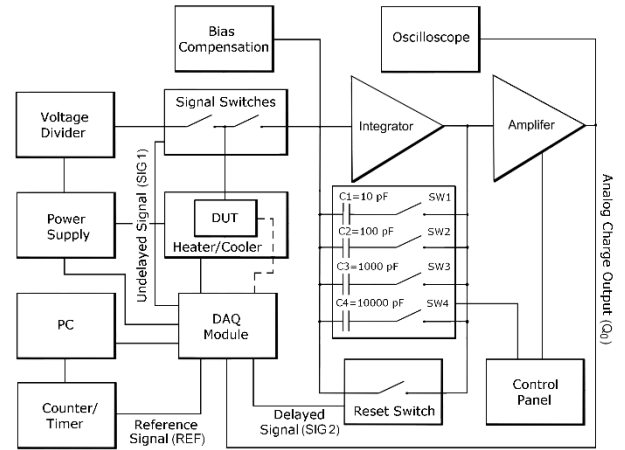 Bias
Compensation
Oscilloscope
Voltage
Divider
Signal Switches
Integrator
Amplifer
Undelayed Signal (SIG1)
Power
Supply
DUT
Heater/Cooler
C1=10 pF SW1
C2=100 pF SW2
C3=1000 pF SW3
C4=10000 pF SW4
Analog Charge Output (Q0)
PC
DAQ
Module
Counter/
Timer
Reference
Signal (REF)
Delayed
Signal (SIG2)
Reset Switch
Control
Panel